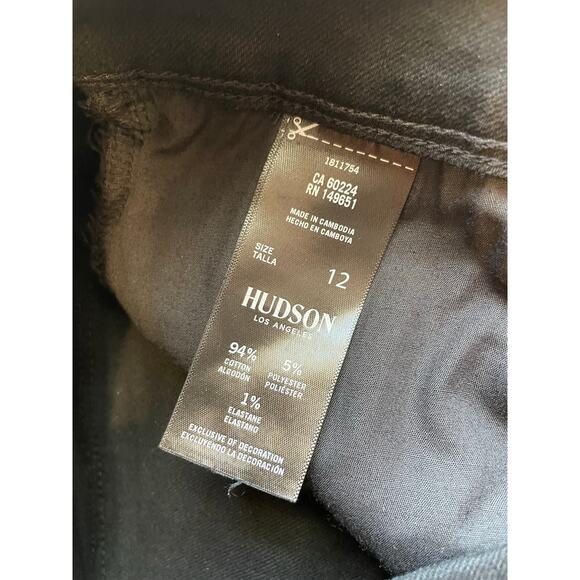 1811754
CA 60224
RN 149651
MADE IN CAMBODIA
HECHO EN CAMBOYA
SIZE
TALLA
12
HUDSON
LOS ANGELES
94%
COTTON
ALGODÓN
5%
POLYESTER
POLIÉSTER
1%
ELASTANE
ELASTANO
EXCLUSIVE OF DECORATION
EXCLUYENDO LA DECORACIÓN